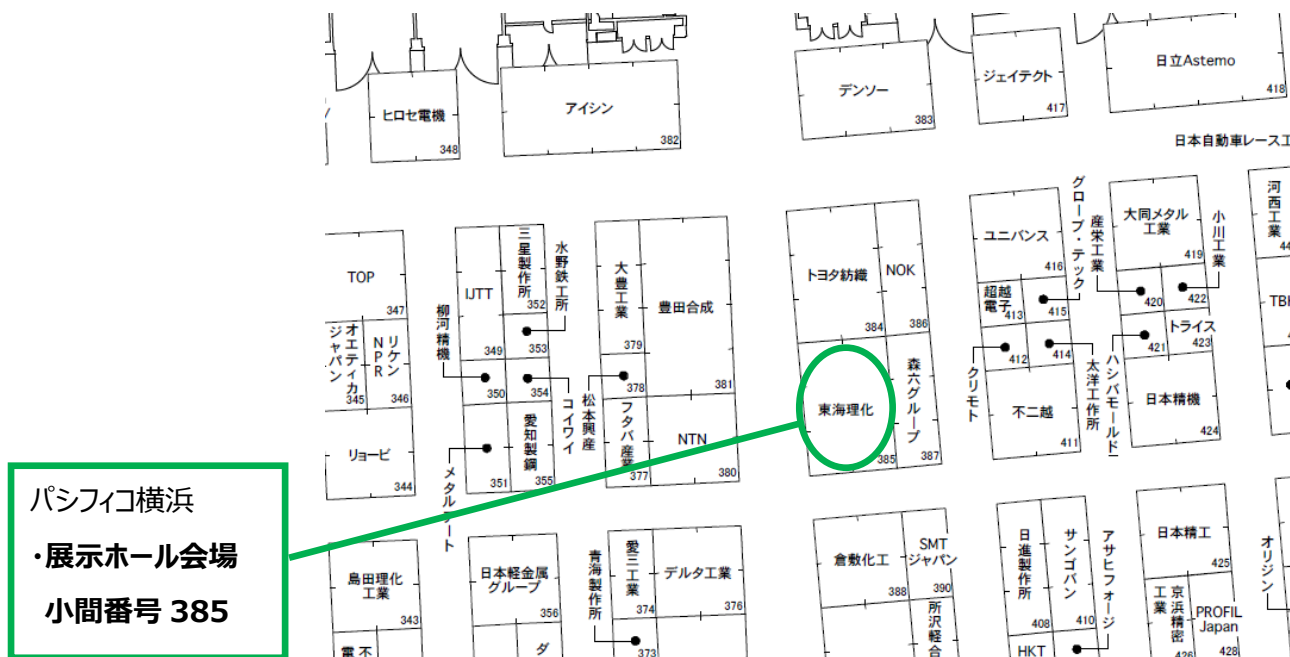 ヒロセ電機
348
アイシン
382
デンソー
383
ジェイテクト
417
日立Astemo
418
日本自動車レース工
TOP
347
オエティカ
ジャパン
345
NPR
リケン
346
リョービ
344
柳河精機
IJTT
349
三星製作所
352
水野鉄工所
353
350
354
コイワイ
メタルアート
351
愛知製鋼
355
大豊工業
379
豊田合成
381
松本興産
378
フタバ産業
377
NTN
380
トヨタ紡織
384
NOK
386
東海理化
385
森六グループ
387
ユニバンス
416
グローブ・テック
415
超越
電子
413
クリモト
412
414
太洋工作所
不二越
411
産栄工業
大同メタル
工業
419
小川工業
420
422
ハシバモールド
421
トライス
423
日本精機
424
河西工業
44
TB
パシフィコ横浜
・展示ホール会場
小間番号 385
島田理化
工業
343
電 不
日本軽金属
グループ
356
ダ
青海製作所
愛三工業
374
デルタ工業
376
373
倉敷化工
388
SMT
ジャパン
390
所沢軽合
日進製作所
408
サンゴバン
410
アサヒフォージ
HKT
日本精工
425
京浜精密
工業
426
PROFIL
Japan
428
オリジン